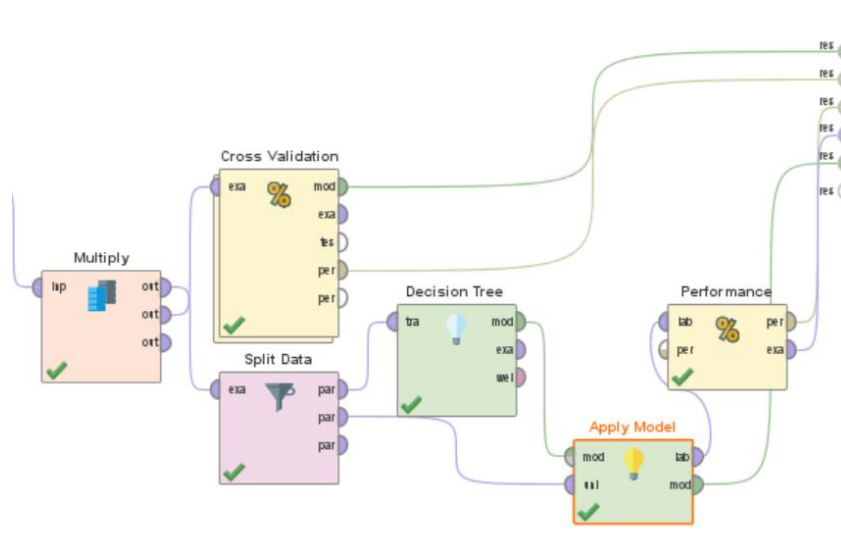 res
res
res
res
res
res
Cross Validation
exa mod
exa
tes
per
per
Multiply
inp out
out
out
Decision Tree
tra mod
exa
wei
Performance
lab per
per exa
Split Data
exa par
par
par
Apply Model
mod lab
unl mod